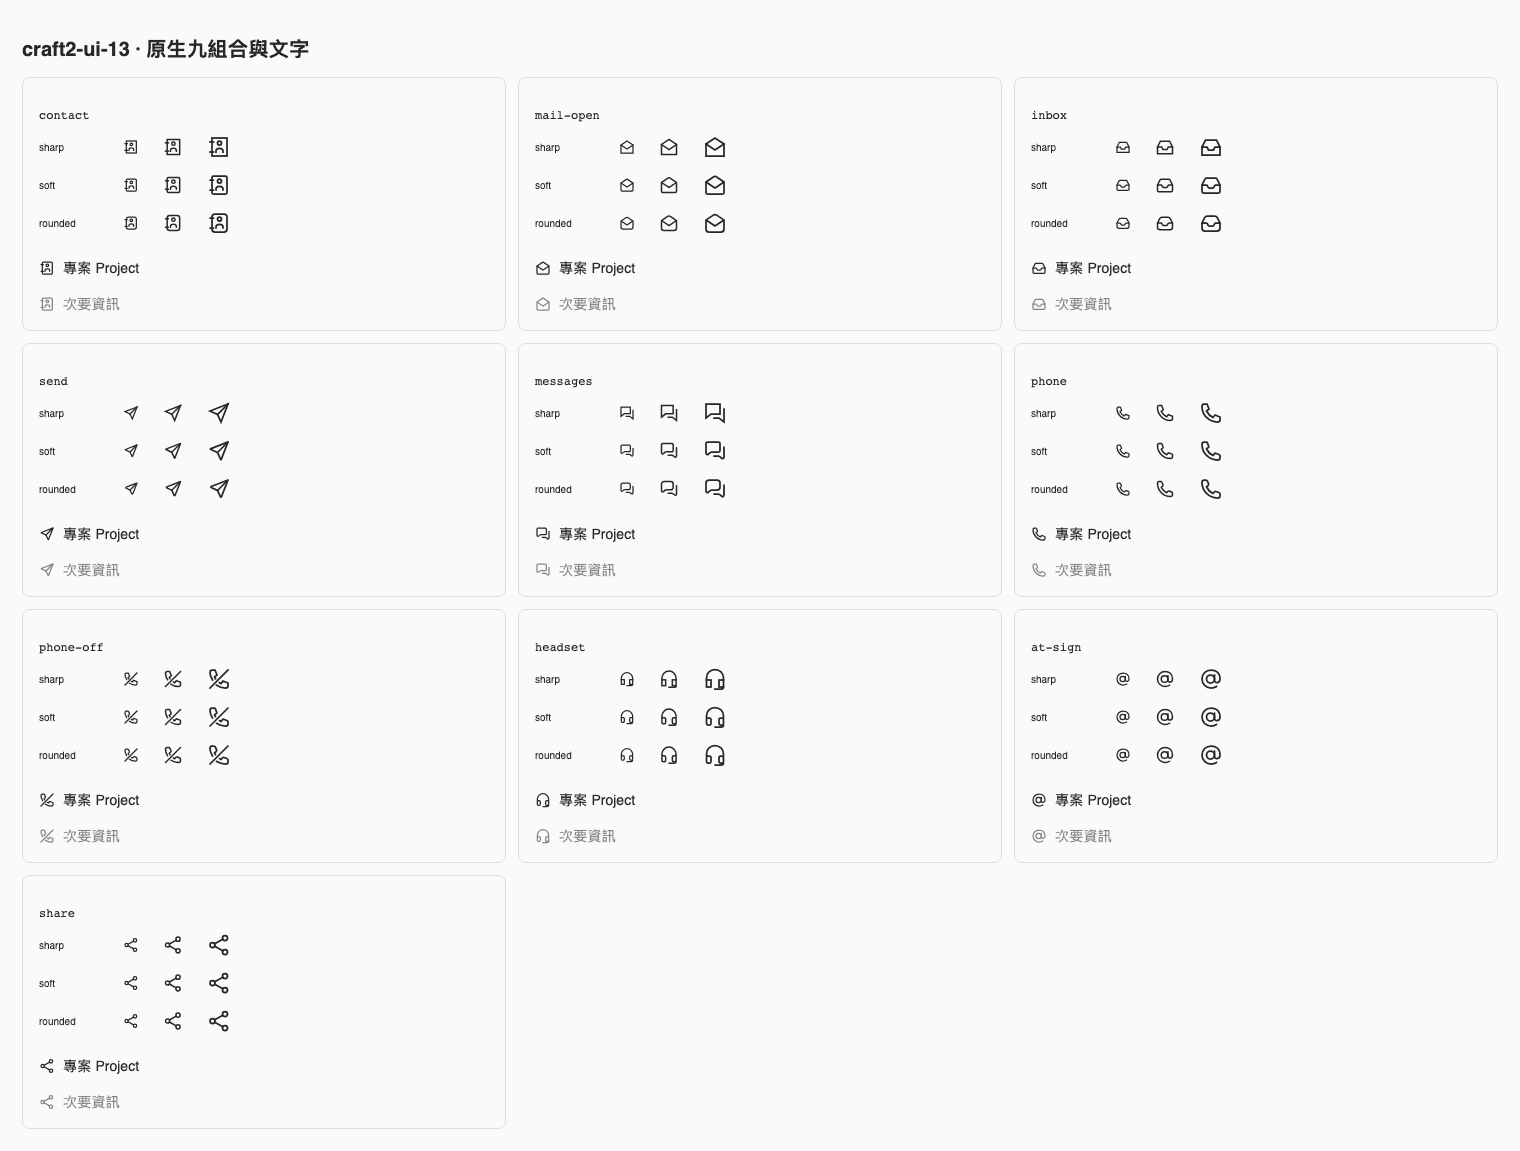 craft2-ui-13 · 原生九組合與文字
contact
sharp
soft
rounded
專案 Project
次要資訊
mail-open
sharp
soft
rounded
專案 Project
次要資訊
inbox
sharp
soft
rounded
專案 Project
次要資訊
send
sharp
soft
rounded
專案 Project
次要資訊
messages
sharp
soft
rounded
專案 Project
次要資訊
phone
sharp
soft
rounded
專案 Project
次要資訊
phone-off
sharp
soft
rounded
專案 Project
次要資訊
headset
sharp
soft
rounded
專案 Project
次要資訊
at-sign
sharp
soft
rounded
專案 Project
次要資訊
share
sharp
soft
rounded
專案 Project
次要資訊